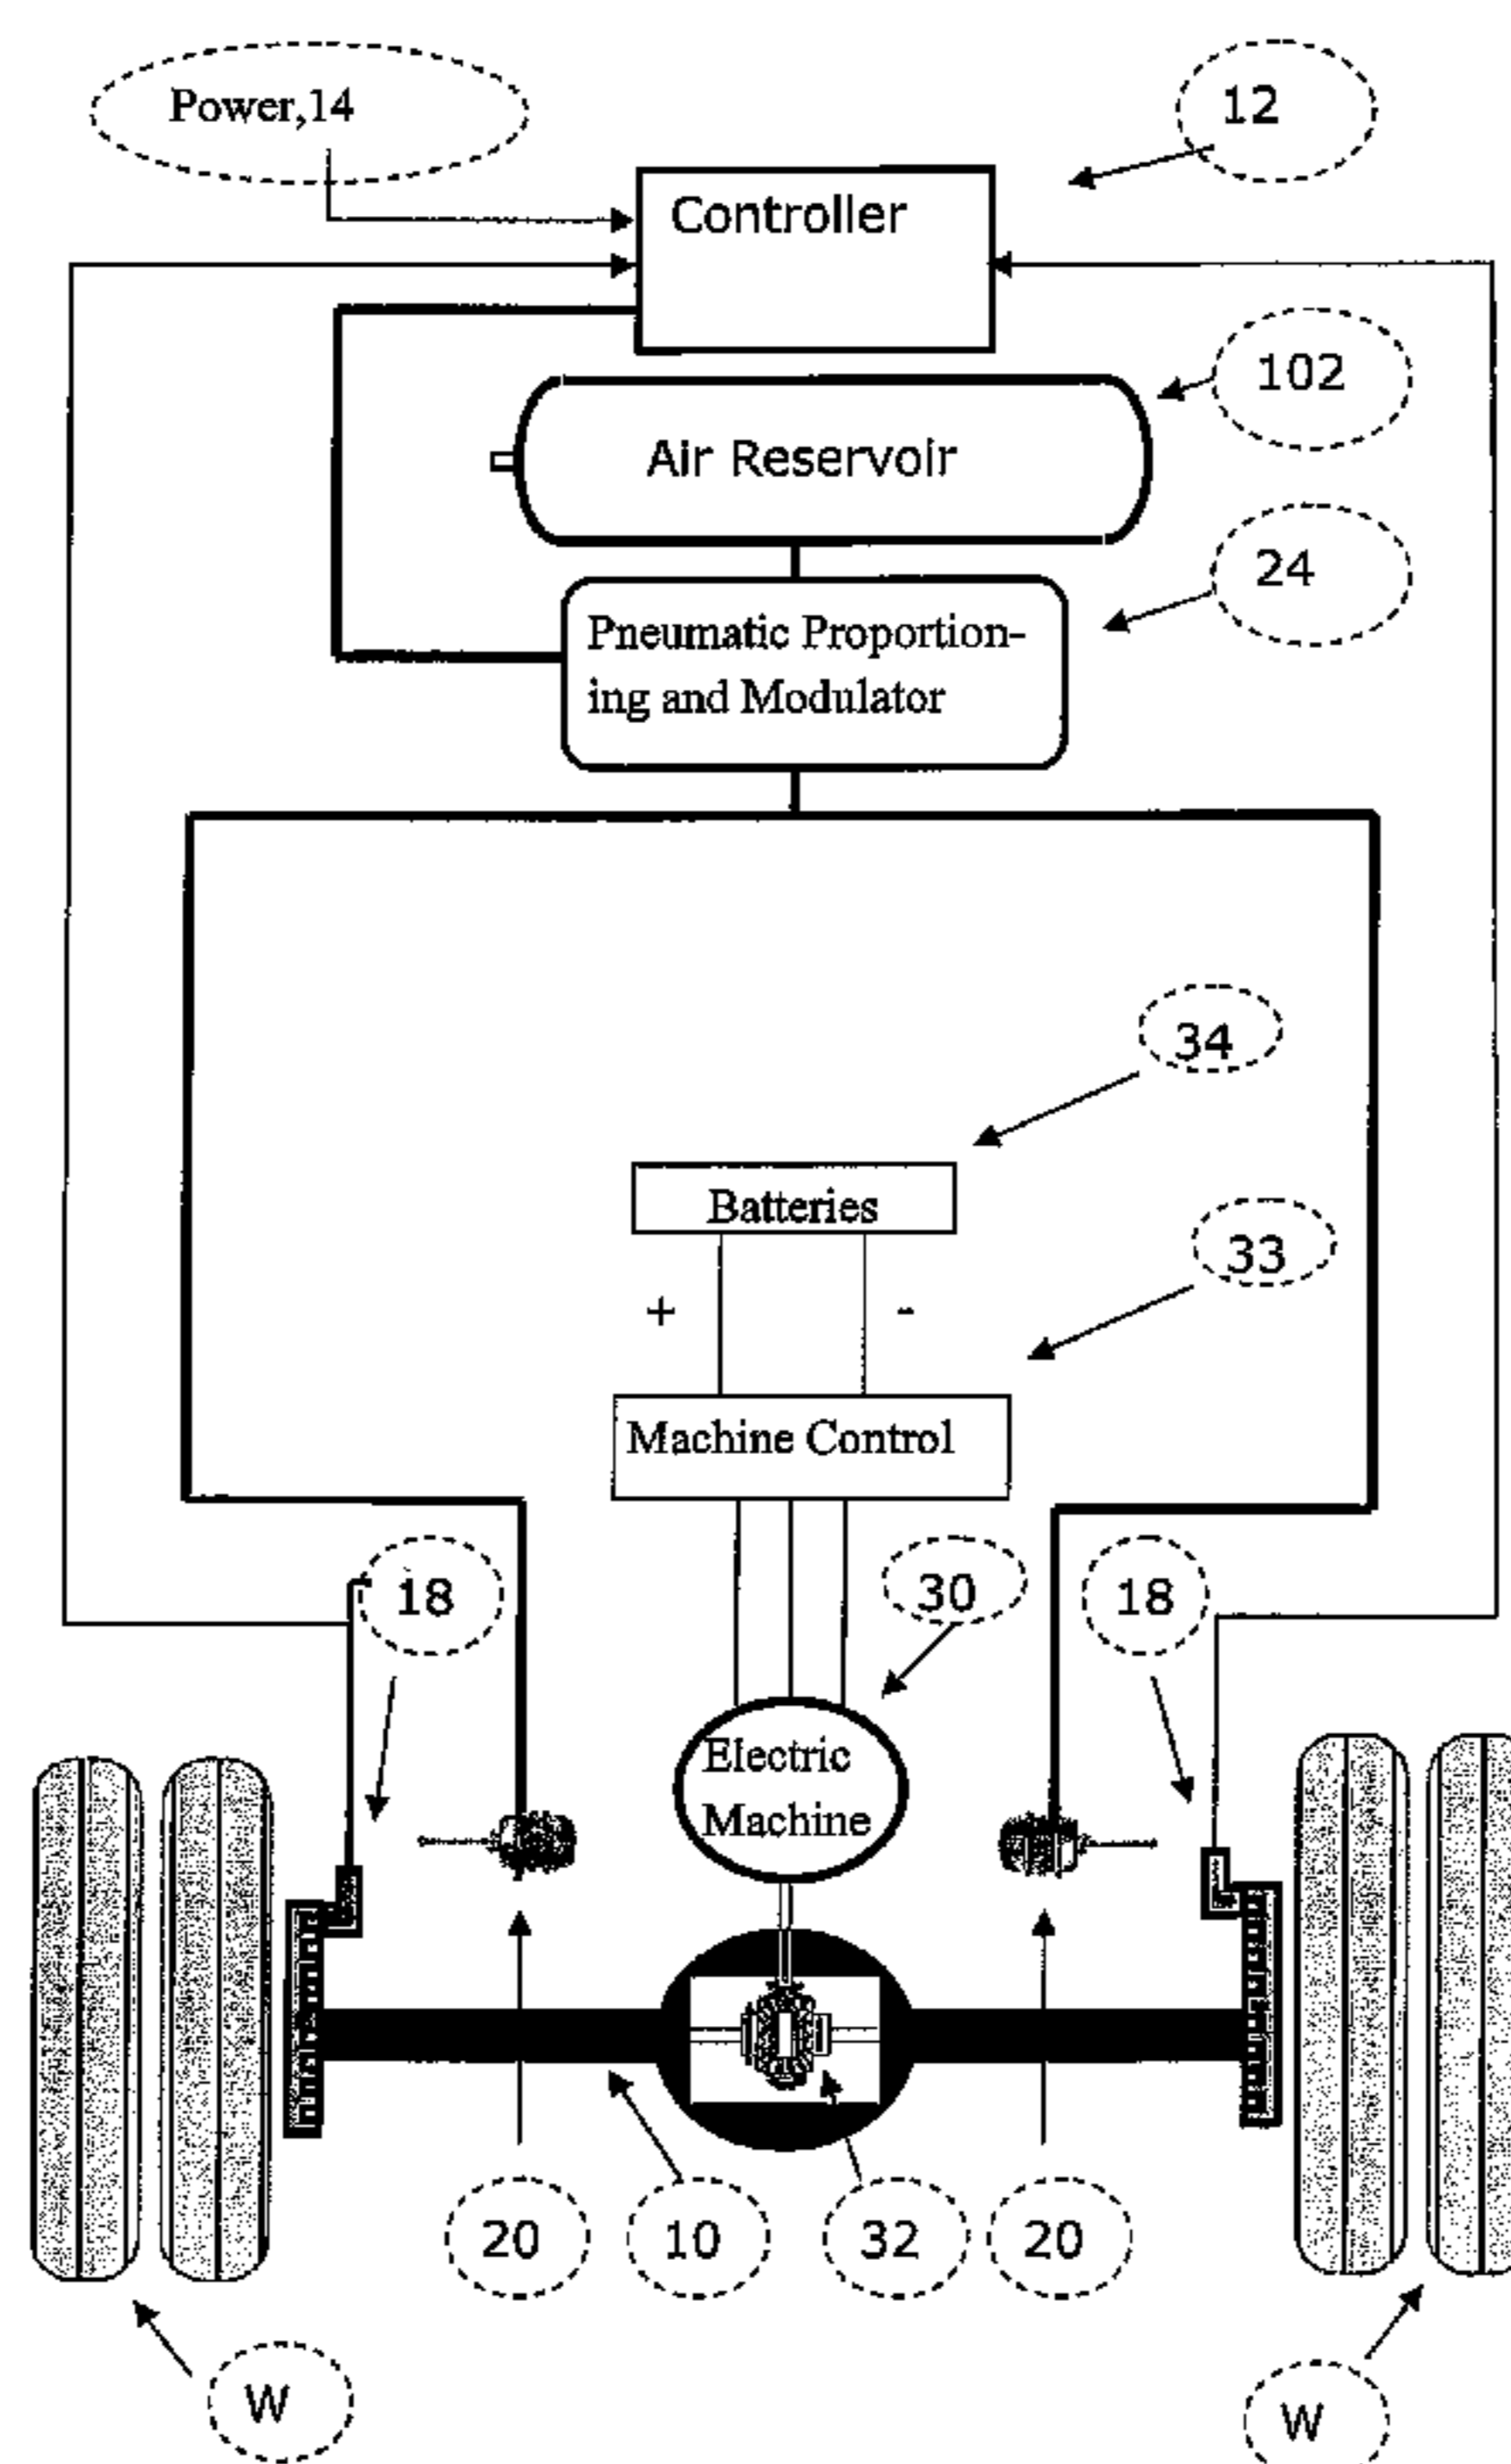 Power,14
12
Controller
102
Air Reservoir
24
Pneumatic Proportion-
ing and Modulator
34
Batteries
33
+ -
Machine Control
18
30
18
Electric
Machine
20
10
32
20
W
W